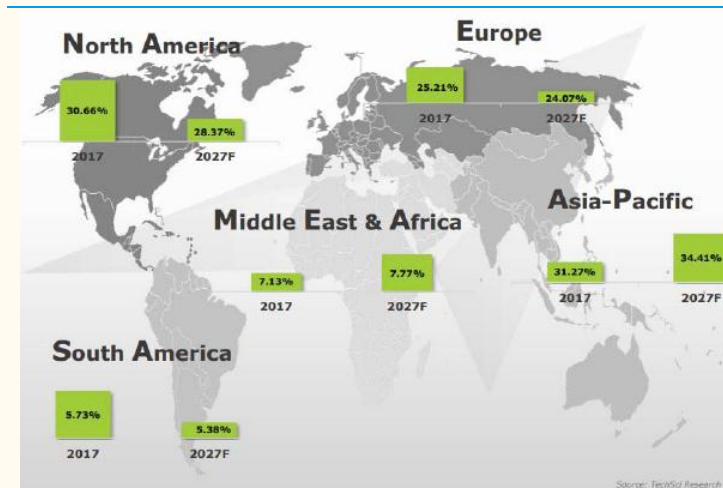 North America
30.66%
28.37%
2017
2027F
Europe
25.21%
24.07%
2017
2027F
Asia-Pacific
31.27%
34.41%
2017
2027F
Middle East & Africa
7.13%
7.77%
2017
2027F
South America
5.73%
5.38%
2017
2027F
Source: TechSci Research